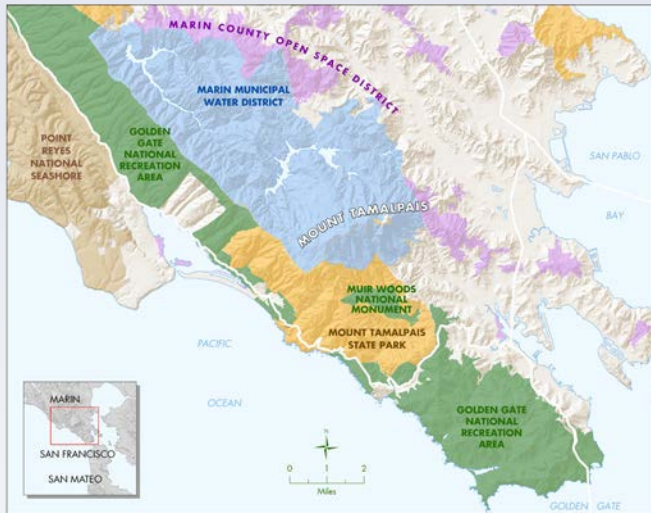 MARIN COUNTY OPEN SPACE DISTRICT
MARIN MUNICIPAL
WATER DISTRICT
POINT
REYES
NATIONAL
SEASHORE
GOLDEN
GATE
NATIONAL
RECREATION
AREA
SAN PABLO
BAY
MOUNT TAMALPAIS
MUIR WOODS
NATIONAL
MONUMENT
MOUNT TAMALPAIS
STATE PARK
PACIFIC
OCEAN
GOLDEN GATE
NATIONAL
RECREATION
AREA
MARIN
SAN FRANCISCO
SAN MATEO
N
0 1 2
Miles
GOLDEN GATE